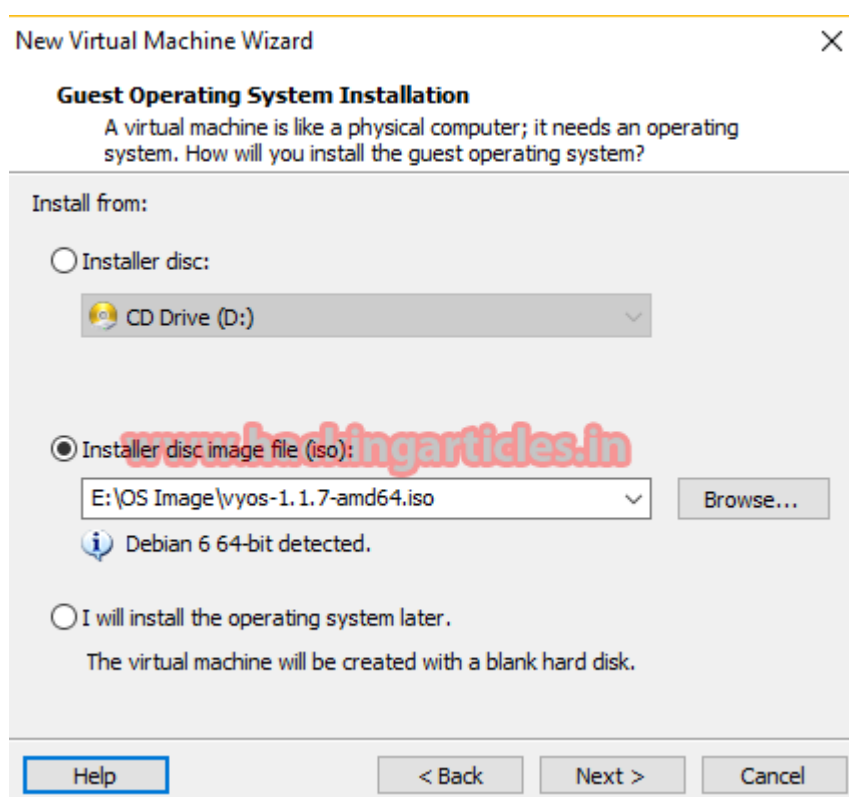 New Virtual Machine Wizard
Guest Operating System Installation
A virtual machine is like a physical computer; it needs an operating
system. How will you install the guest operating system?
Install from:
Installer disc:
CD Drive (D:)
www.hackingarticles.in
Installer disc image file (iso):
E:\OS Image\vyos-1.1.7-amd64.iso
Browse...
Debian 6 64-bit detected.
I will install the operating system later.
The virtual machine will be created with a blank hard disk.
Help
< Back
Next >
Cancel